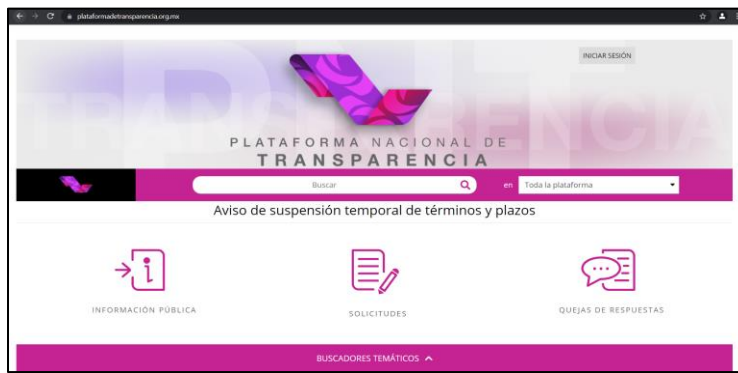 plataformadetransparencia.org.mx
INICIAR SESIÓN
PLATAFORMA NACIONAL DE
TRANSPARENCIA
Buscar
en
Toda la plataforma
Aviso de suspensión temporal de términos y plazos
INFORMACIÓN PÚBLICA
SOLICITUDES
QUEJAS DE RESPUESTAS
BUSCADORES TEMÁTICOS